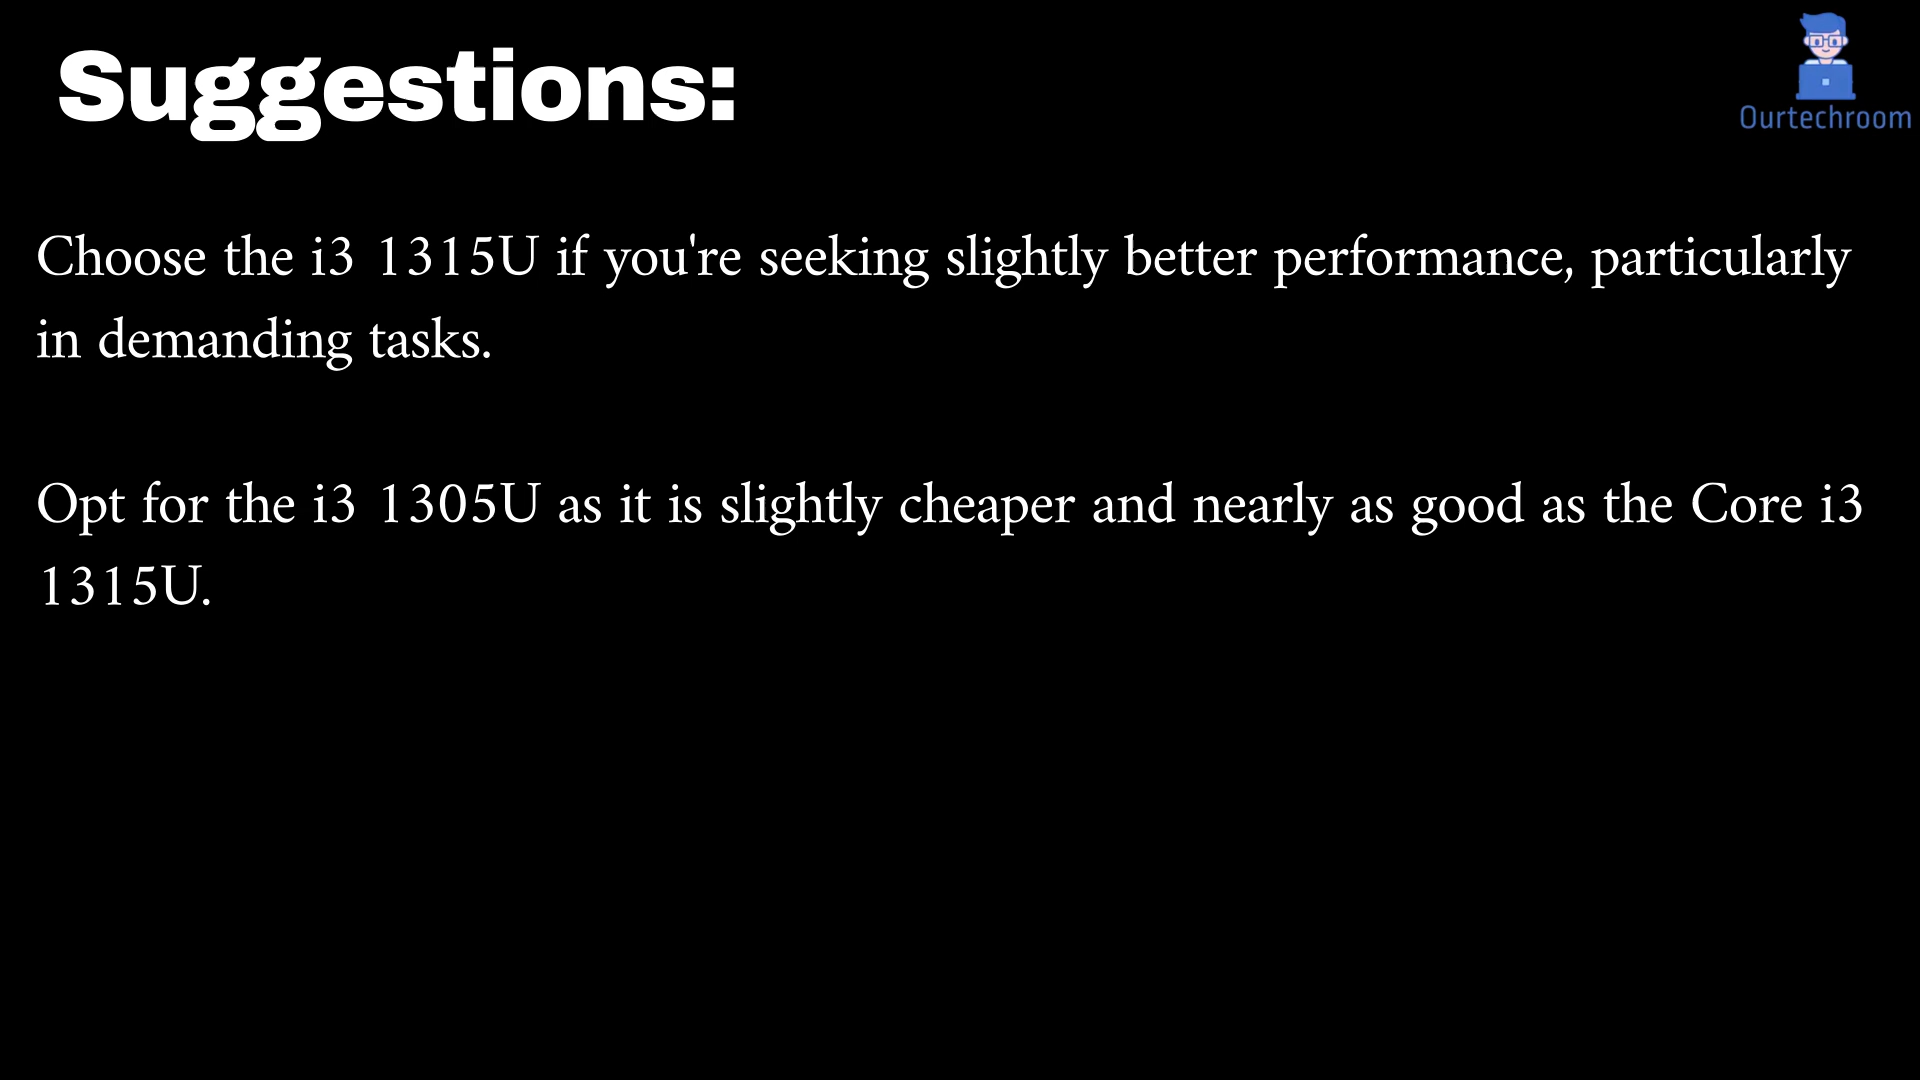 Suggestions:
Ourtechroom
Choose the i3 1315U if you're seeking slightly better performance, particularly
in demanding tasks.
Opt for the i3 1305U as it is slightly cheaper and nearly as good as the Core i3
1315U.